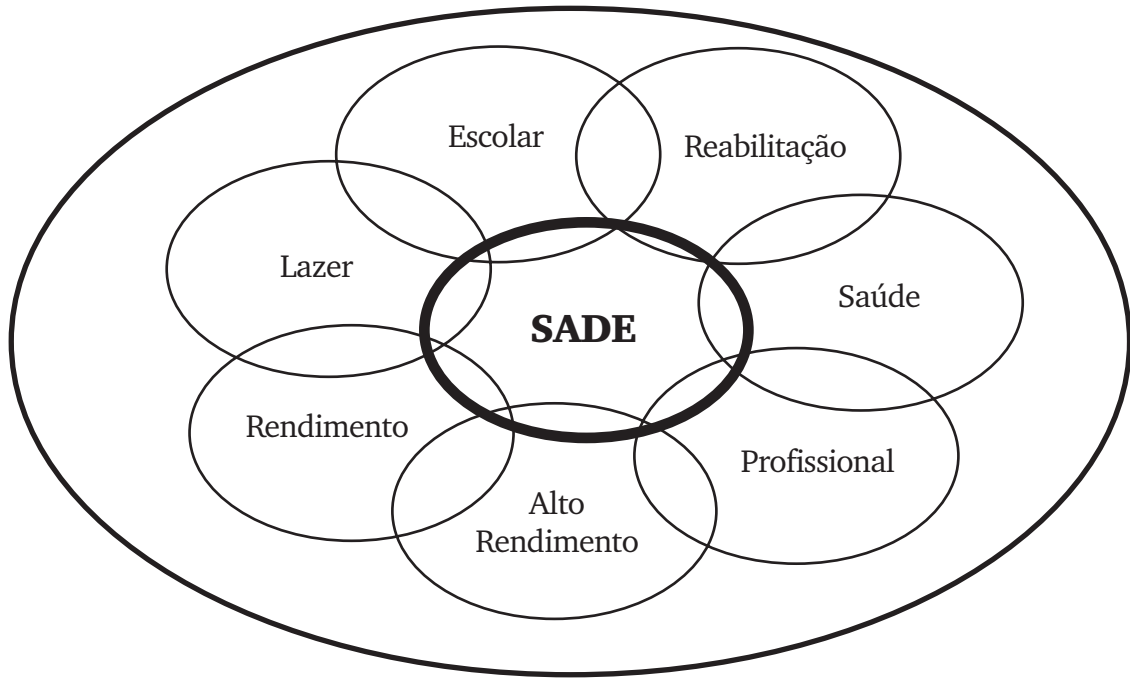 Escolar
Reabilitação
Lazer
Saúde
SADE
Rendimento
Profissional
Alto
Rendimento